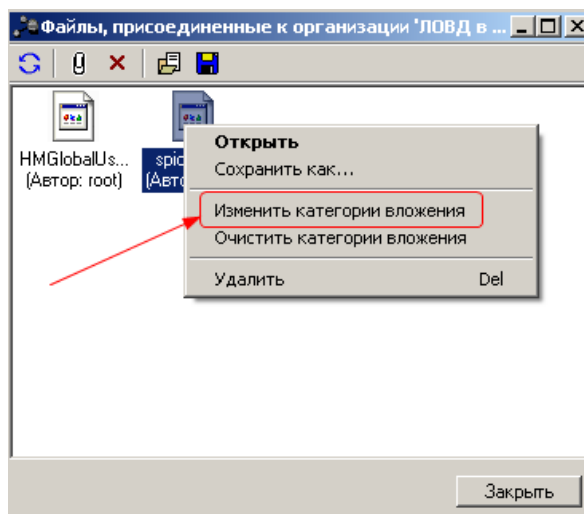 Файлы, присоединенные к организации 'ЛОВД в ...
HMGlobalUs...
(Автор: root)
Открыть
Сохранить как...
Изменить категории вложения
Очистить категории вложения
Удалить Del
Закрыть